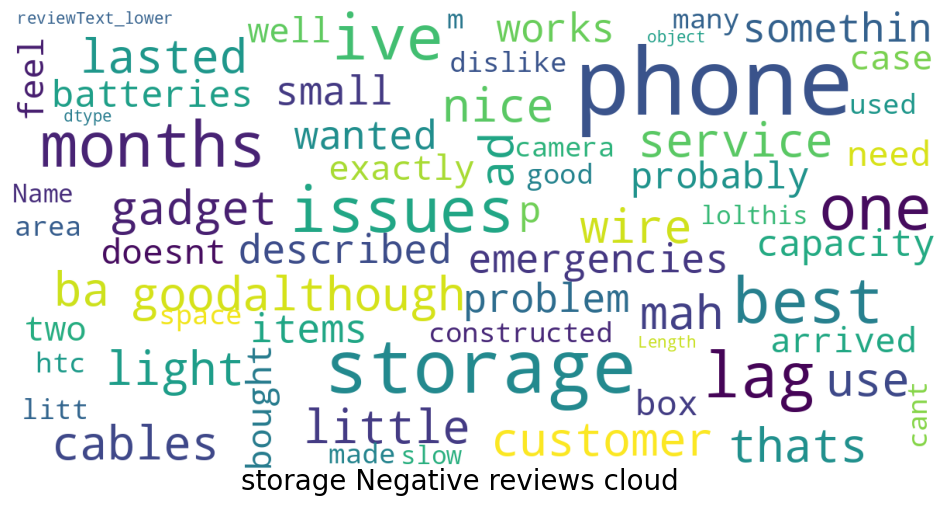 reviewText_lower
well
ive
m
works
many
somethin
object
feel
lasted
dislike
phone
case
batteries
small
nice
used
dtype
months
wanted
ad
camera
service
need
exactly
good
probably
Name
gadget
issues
p
lolthis
one
area
wire
doesnt
described
emergencies
capacity
ba
goodalthough
problem
mah
best
space
two
items
constructed
Length
arrived
htc
light
bought
storage
lag
use
litt
little
box
cant
cables
made
slow
customer
thats
storage Negative reviews cloud